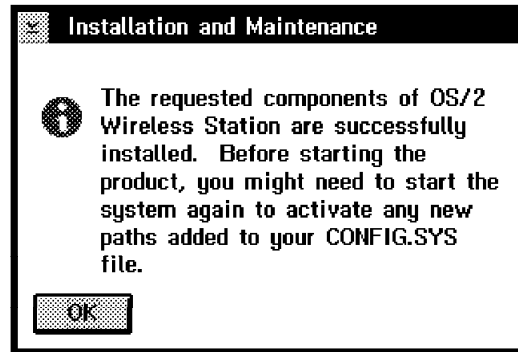 Installation and Maintenance
The requested components of OS/2
Wireless Station are successfully
installed. Before starting the
product, you might need to start the
system again to activate any new
paths added to your CONFIG.SYS
file.
OK